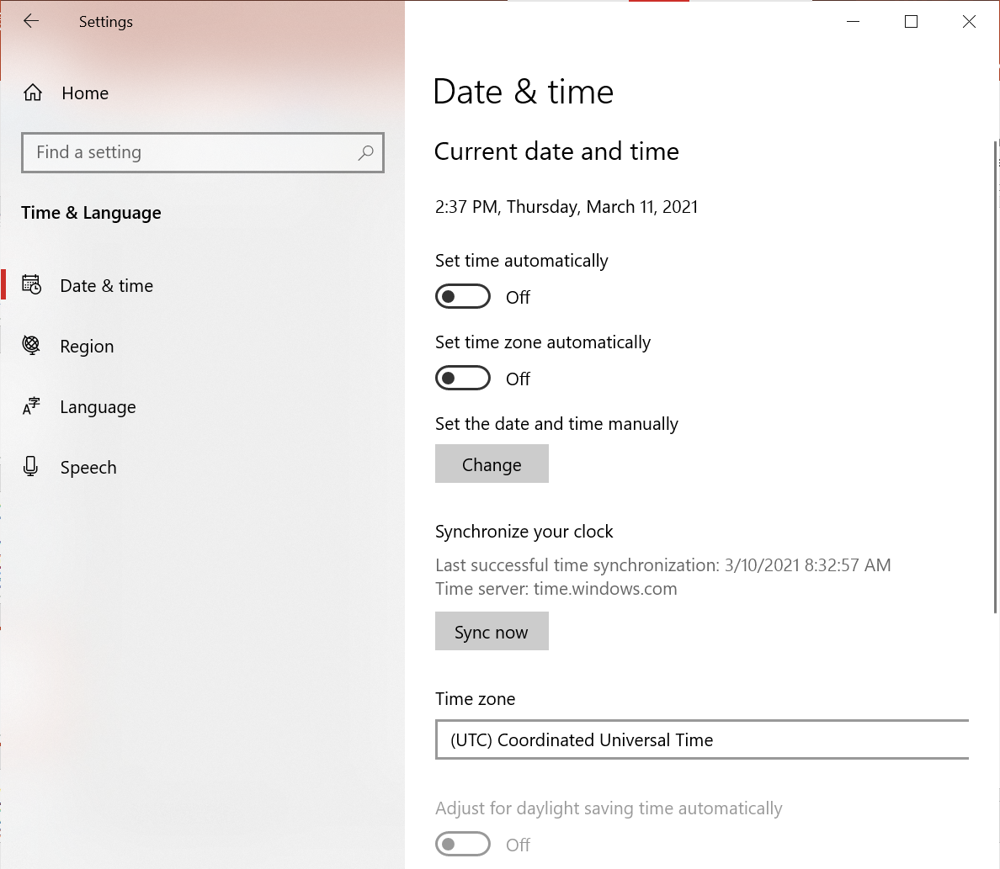 Settings
Home
Find a setting
Time & Language
Date & time
Region
Language
Speech
Date & time
Current date and time
2:37 PM, Thursday, March 11, 2021
Set time automatically
Off
Set time zone automatically
Off
Set the date and time manually
Change
Synchronize your clock
Last successful time synchronization: 3/10/2021 8:32:57 AM
Time server: time.windows.com
Sync now
Time zone
(UTC) Coordinated Universal Time
Adjust for daylight saving time automatically
Off